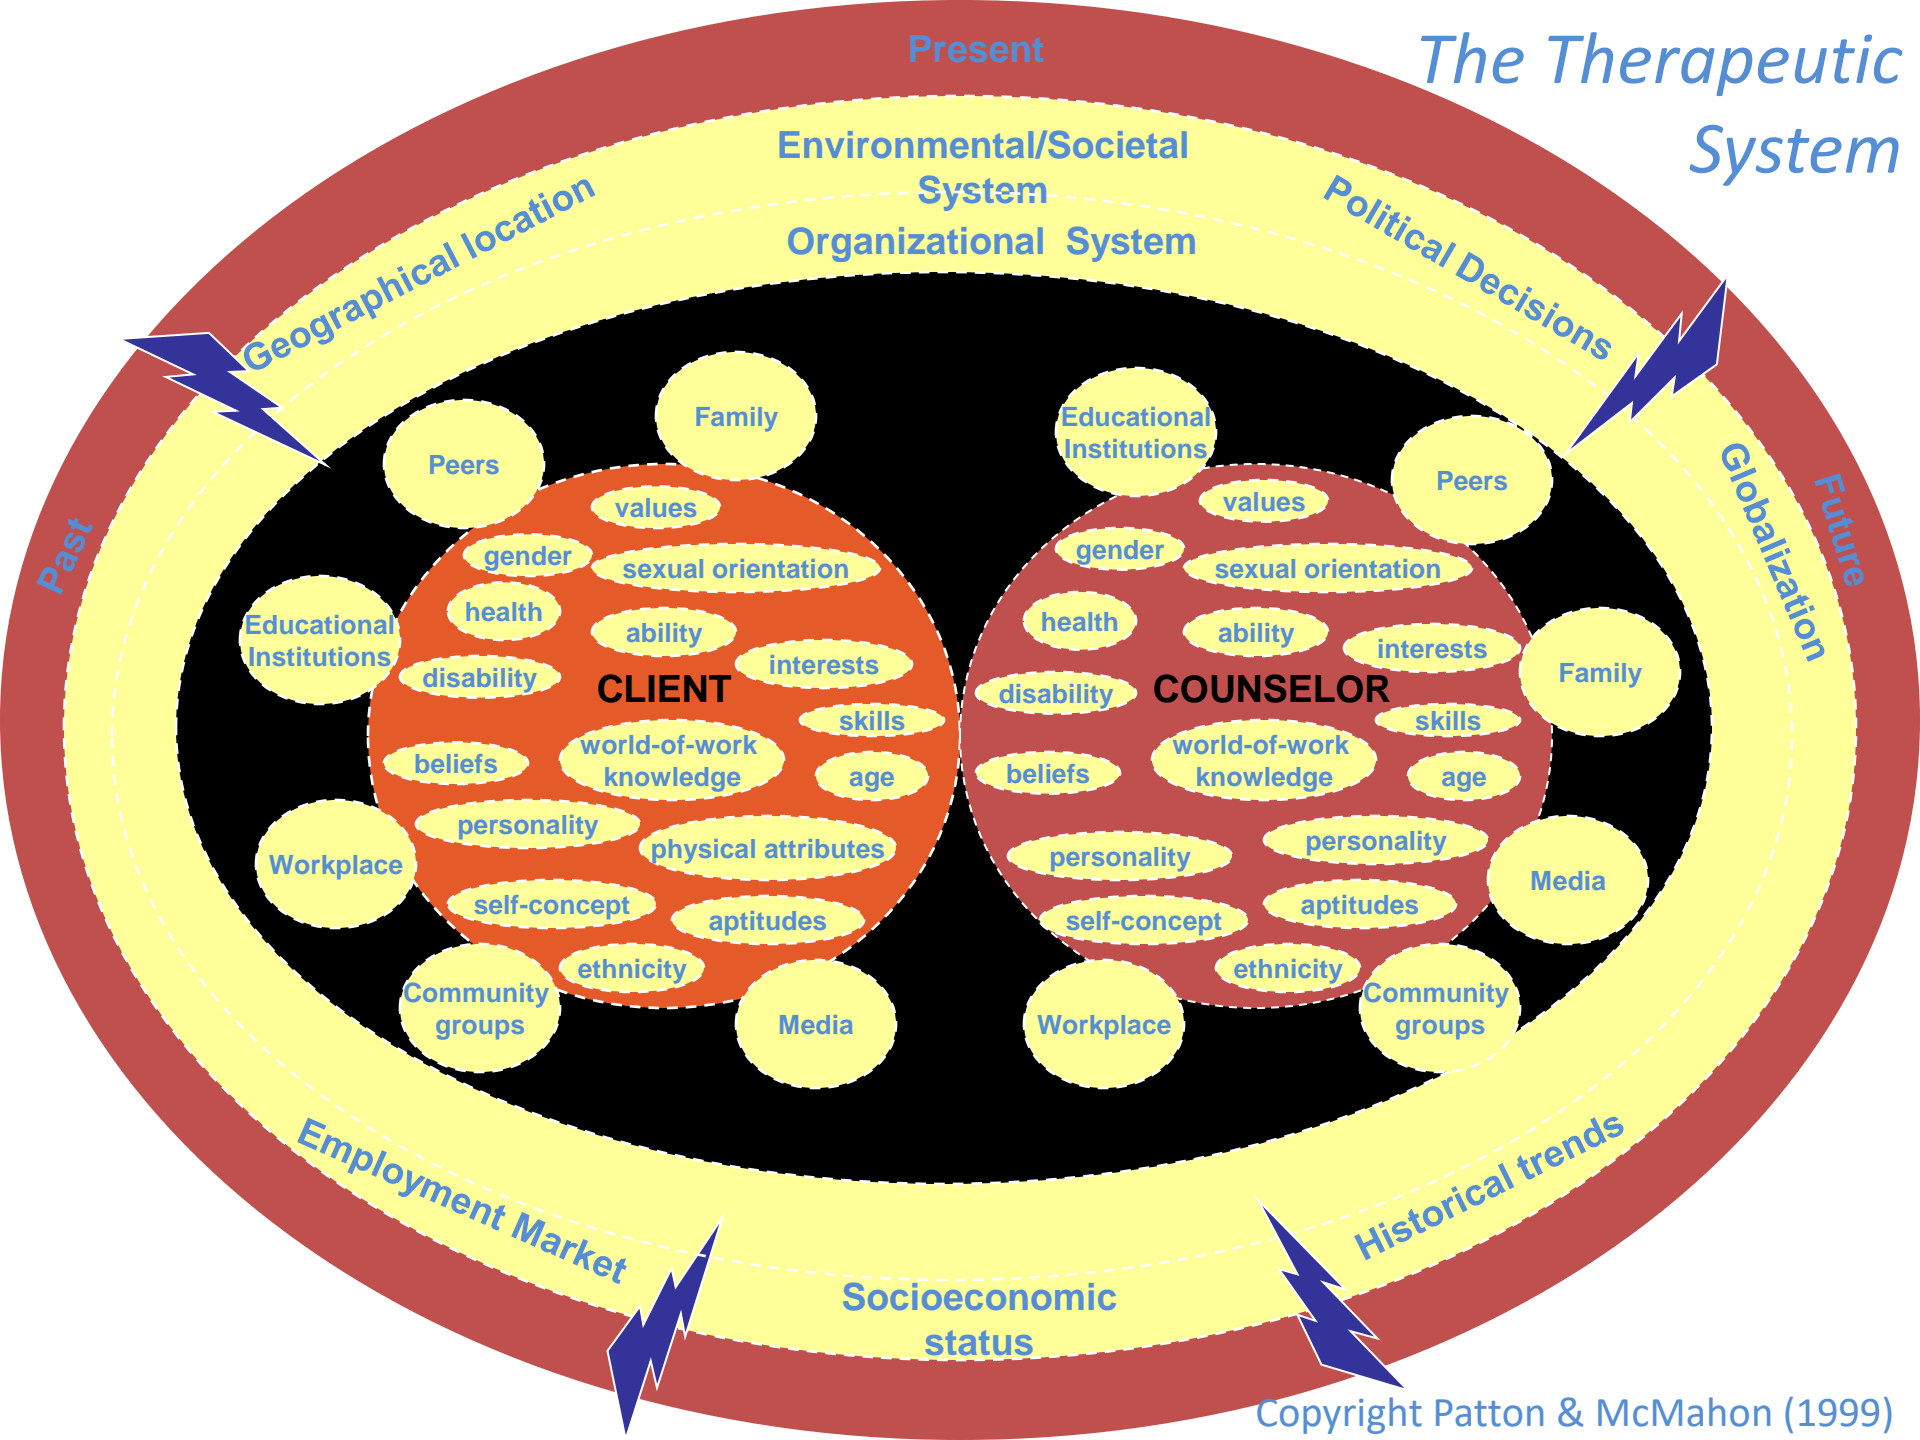 The Therapeutic
System
Present
Environmental/Societal
System
Organizational System
Geographical location
Political Decisions
Past
Future
Globalization
Family
Peers
Educational
Institutions
Workplace
Community
groups
Media
values
gender
sexual orientation
health
ability
interests
disability
CLIENT
skills
world-of-work
knowledge
beliefs
age
personality
physical attributes
self-concept
aptitudes
ethnicity
Educational
Institutions
Peers
Family
Media
Community
groups
Workplace
values
gender
sexual orientation
health
ability
interests
disability
COUNSELOR
skills
world-of-work
knowledge
beliefs
age
personality
personality
self-concept
aptitudes
ethnicity
Employment Market
Historical trends
Socioeconomic
status
Copyright Patton & McMahon (1999)